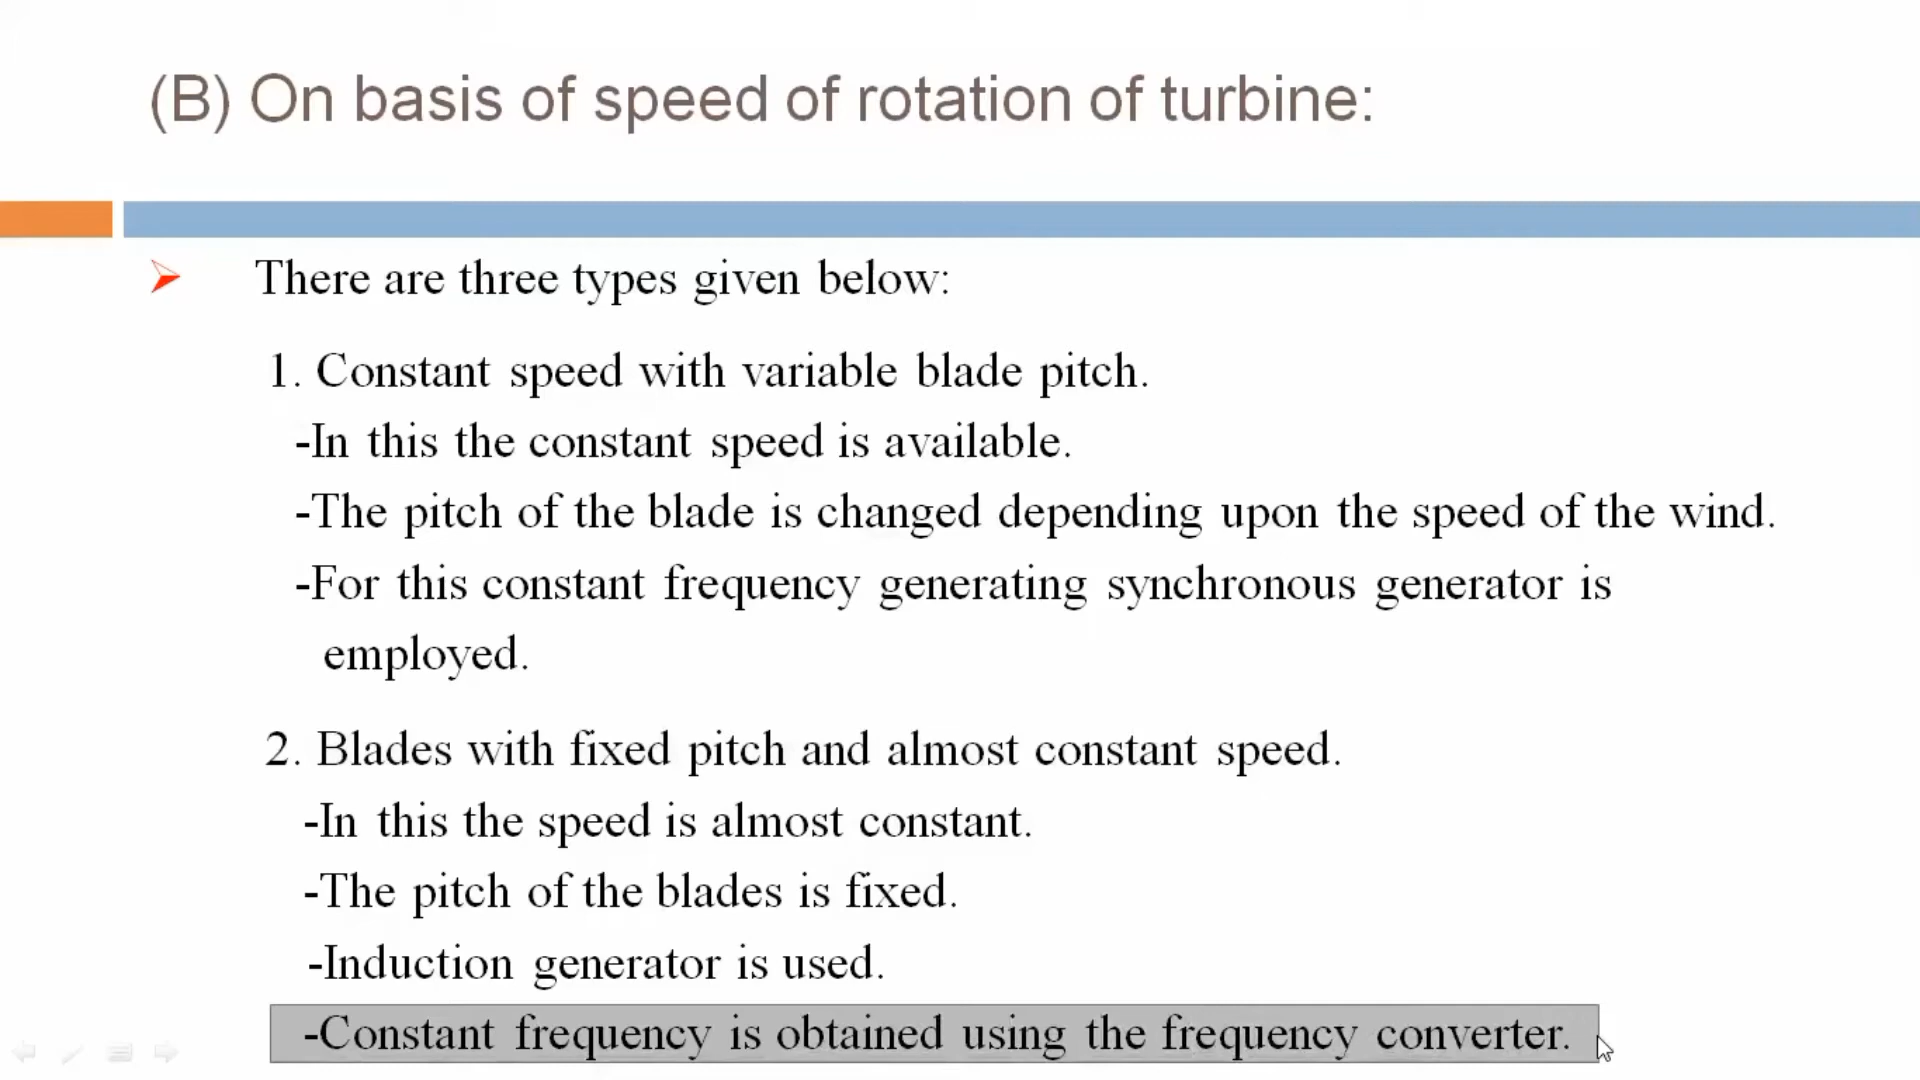 (B) On basis of speed of rotation of turbine:
There are three types given below:
1. Constant speed with variable blade pitch.
-In this the constant speed is available.
-The pitch of the blade is changed depending upon the speed of the wind.
-For this constant frequency generating synchronous generator is
employed.
2. Blades with fixed pitch and almost constant speed.
-In this the speed is almost constant.
-The pitch of the blades is fixed.
-Induction generator is used.
-Constant frequency is obtained using the frequency converter.